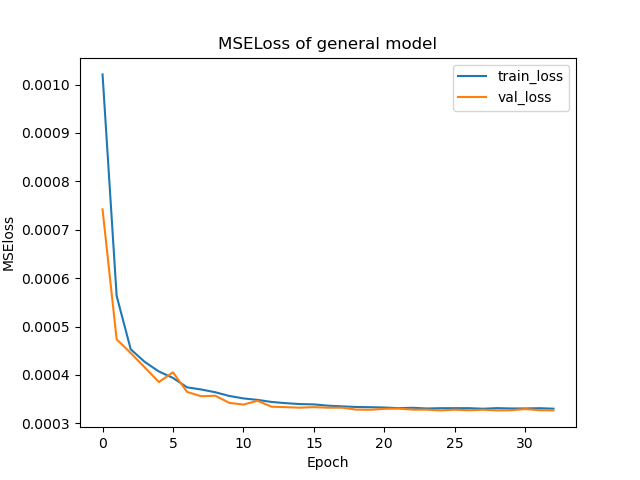 MSELoss of general model
train_loss
val_loss
MSEloss
0.0010
0.0009
0.0008
0.0007
0.0006
0.0005
0.0004
0.0003
0 5 10 15 20 25 30
Epoch